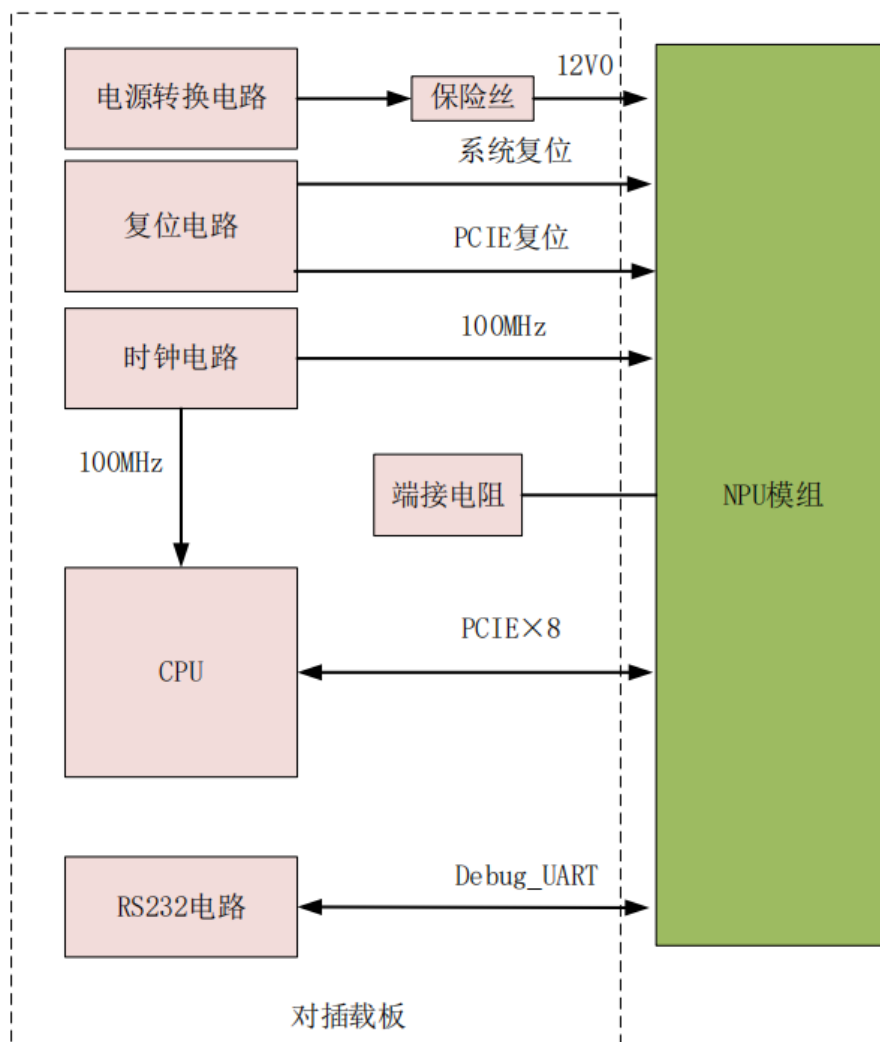 电源转换电路
保险丝
12V0
系统复位
复位电路
PCIE复位
时钟电路
100MHz
100MHz
端接电阻
NPU模组
CPU
PCIE×8
RS232电路
Debug_UART
对插载板